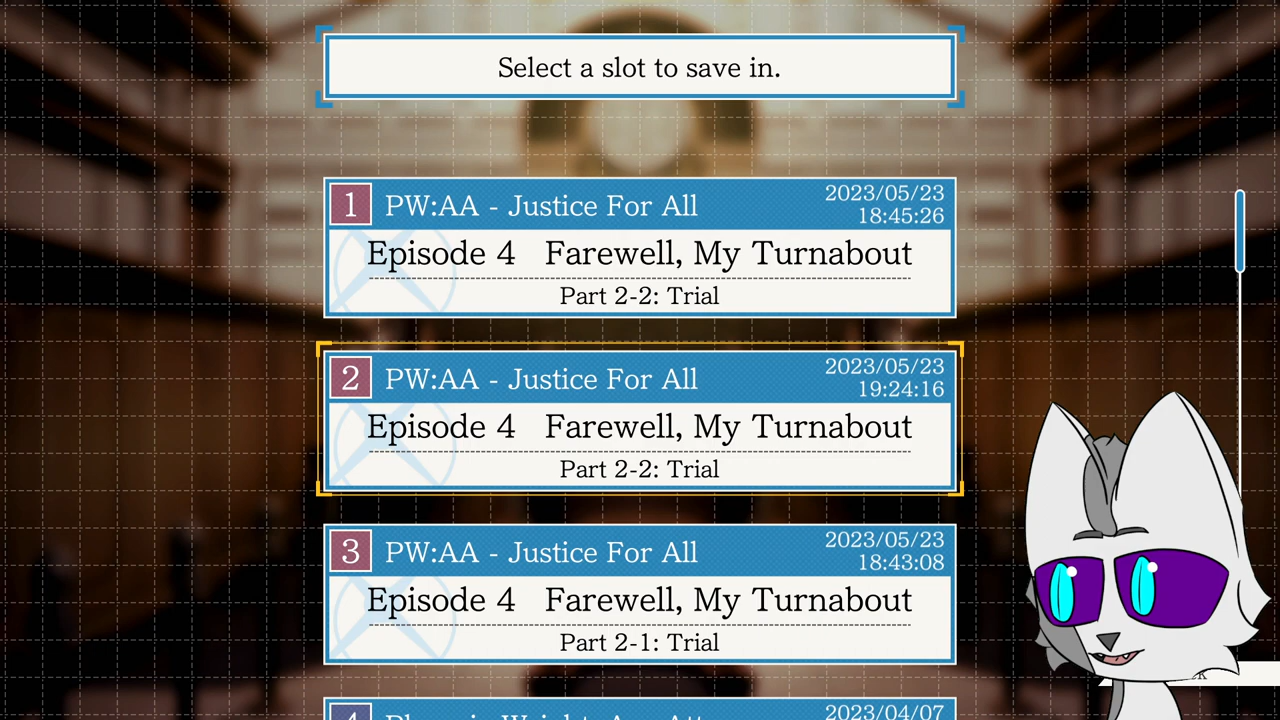 Select a slot to save in.
1 PW:AA - Justice For All 2023/05/23
18:45:26
Episode 4 Farewell, My Turnabout
Part 2-2: Trial
2 PW:AA - Justice For All 2023/05/23
19:24:16
Episode 4 Farewell, My Turnabout
Part 2-2: Trial
3 PW:AA - Justice For All 2023/05/23
18:43:08
Episode 4 Farewell, My Turnabout
Part 2-1: Trial
2023/04/07